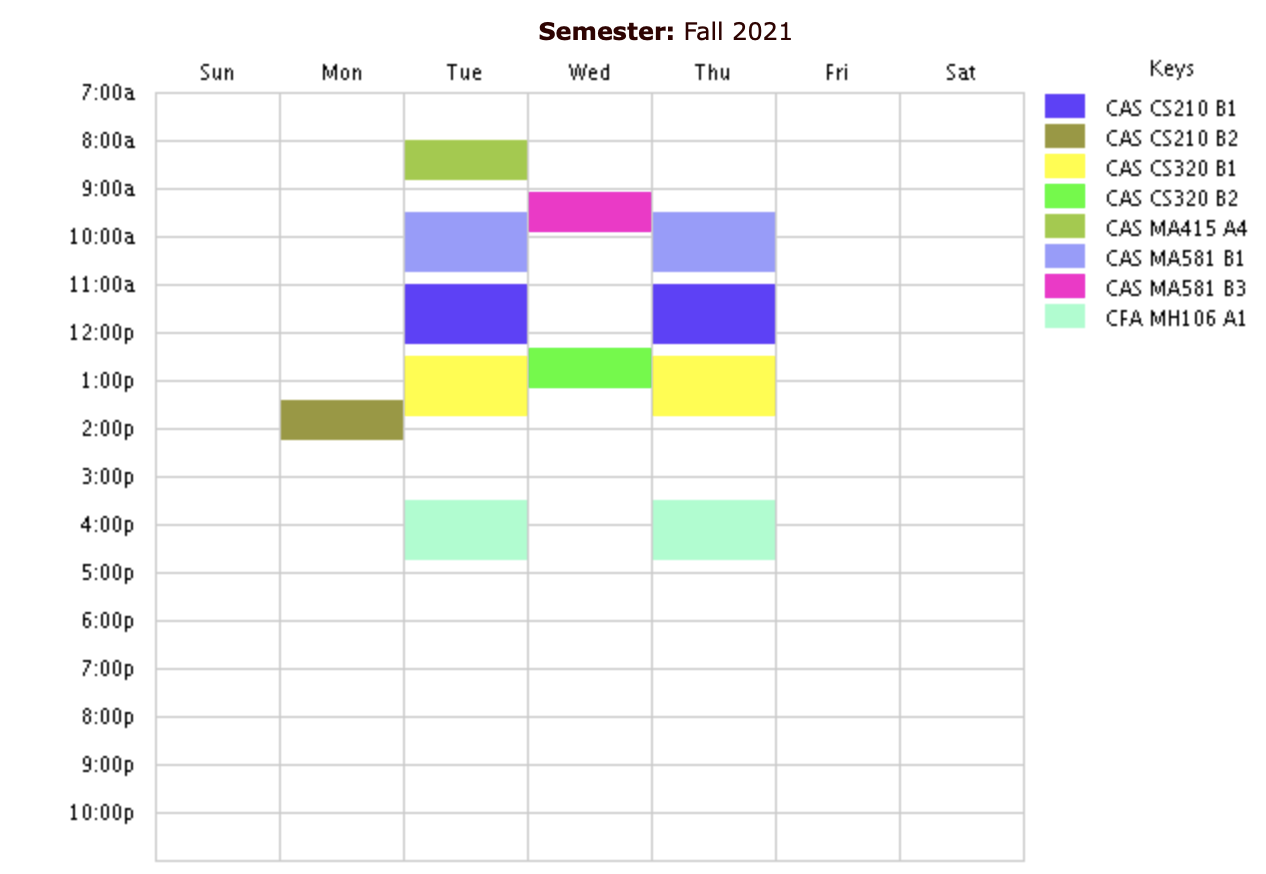 Semester: Fall 2021
Sun Mon Tue Wed Thu Fri Sat
7:00a
8:00a
9:00a
10:00a
11:00a
12:00p
1:00p
2:00p
3:00p
4:00p
5:00p
6:00p
7:00p
8:00p
9:00p
10:00p
Keys
CAS CS210 B1
CAS CS210 B2
CAS CS320 B1
CAS CS320 B2
CAS MA415 A4
CAS MA581 B1
CAS MA581 B3
CFA MH106 A1